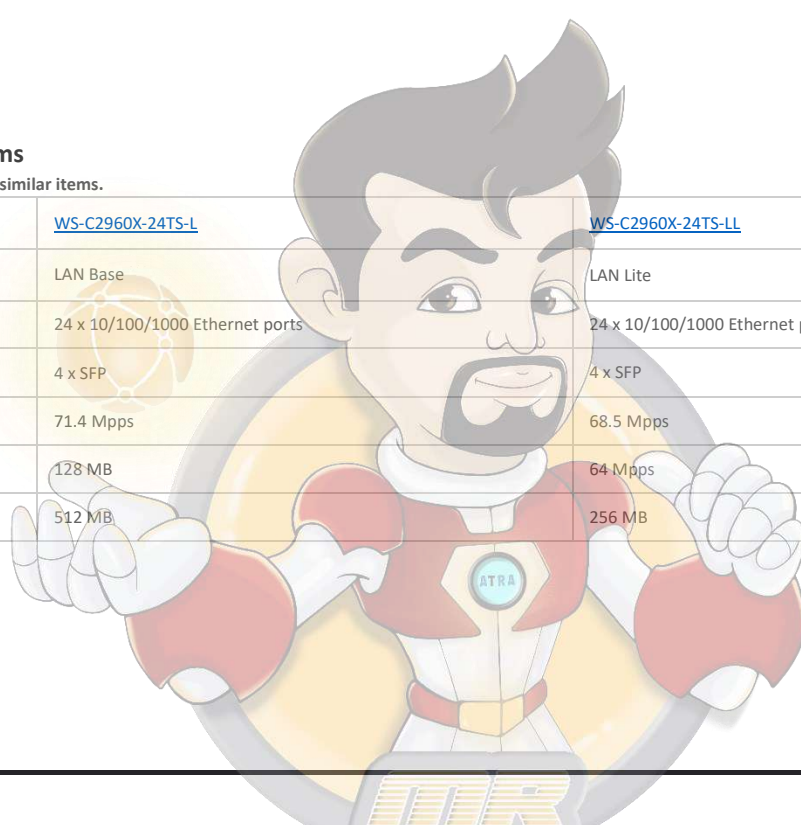 ms
similar items.
WS-C2960X-24TS-L WS-C2960X-24TS-LL
LAN Base LAN Lite
24 x 10/100/1000 Ethernet ports 24 x 10/100/1000 Ethernet p
4 x SFP 4 x SFP
71.4 Mpps 68.5 Mpps
128 MB 64 Mpps
512 MB 256 MB
ATRA
MR